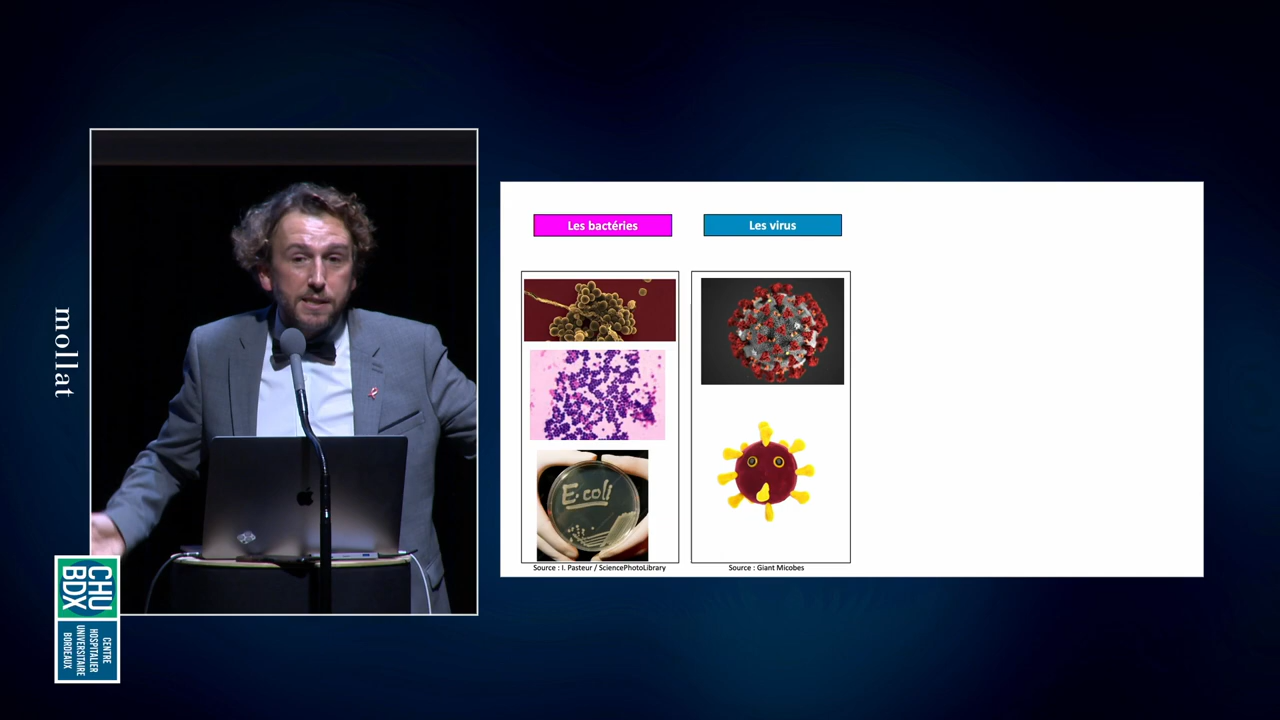 mollat
CHU
BDX
CENTRE
HOSPITALIER
UNIVERSITAIRE
BORDEAUX
Les bactéries
Les virus
E.coli
Source : I. Pasteur / SciencePhotoLibrary
Source : Giant Micobes